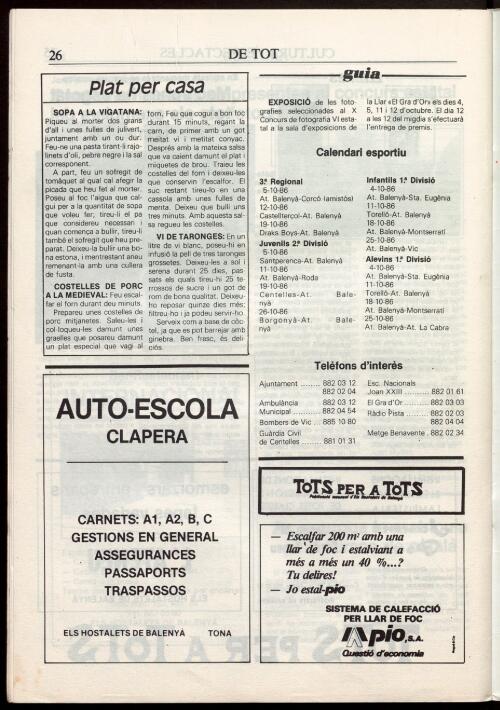 26
DE TOT
Plat per casa
SOPA A LA VIGATANA:
Piqueu al morter dos grans
d'all i unes fulles de julivert,
juntament amb un ou dur.
Feu-ne una pasta tirant-li rajo-
linets d'oli, pebre negre i la sal
corresponent.
A part, feu un sofregit de
tomàquet al qual cal afegir la
picada que heu fet al morter.
Poseu al foc l'aigua que cal-
gui per a la quantitat de sopa
que voleu fer; tireu-li el pa
que considereu necessari i
quan comença a bullir, tireu-li
també el sofregit que heu pre-
parat. Deixeu-la bullir una bo-
na estona, i mentrestant aneu
remenant-la amb una cullera
de fusta.
COSTELLES DE PORC
A LA MEDIEVAL: Feu escal-
far el forn durant deu minuts.
Prepareu unes costelles de
porc mitjanetes. Saleu-les i
col·loqueu-les damunt unes
graelles que posareu damunt
un plat especial que vagi al
forn. Feu que cogui a bon foc
durant 15 minuts, regant la
carn, de primer amb un got
meitat vi i meitat conyac.
Després amb la mateixa salsa
que va caient damunt el plat i
miquetes de brou. Traieu les
costelles del forn i deixeu-les
que conservin l'escalfor. El
suc restant tireu-lo en una
cassola amb unes fulles de
menta. Deixeu que bulli uns
tres minuts. Amb aquesta sal-
sa regueu les costelles.
VI DE TARONGES: En un
litre de vi blanc, poseu-hi en
infusió la pell de tres taronges
grossetes. Deixeu-les a sol i
serena durant 25 dies, pas-
sats els quals tireu-hi 25 te-
rrossos de sucre i un got de
rom de bona qualitat. Deixeu-
ho reposar quinze dies més;
filtreu-ho i ja podeu servir-ho.
Serveix com a base de còc-
tel, ja que es pot barrejar amb
ginebra. Ben fresc, és deli-
ciós.
guia
EXPOSICIÓ de les foto-
grafies seleccionades al X
Concurs de fotografia VI esta-
tal a la sala d'exposicions de
la Llar «El Gra d'Or» els dies 4,
5, 11 i 12 d'octubre. El dia 12
a les 12 del migdia s'efectuarà
l'entrega de premis.
Calendari esportiu
3ª Regional
5-10-86
At. Balenyà-Corcó (amistós)
12-10-86
Castellterçol-At. Balenyà
19-10-86
Draks Boys-At. Balenyà
Juvenils 2ª Divisió
5-10-86
Santperenca-At. Balenyà
11-10-86
At. Balenyà-Roda
19-10-86
Centelles-At. Bale-
nyà
26-10-86
Borgonyà-At. Bale-
nyà
Infantils 1ª Divisió
4-10-86
At. Balenyà-Sta. Eugènia
11-10-86
Torelló-At. Balenyà
18-10-86
At. Balenyà-Montserrati
25-10-86
At. Balenyà-Vic
Alevins 1ª Divisió
4-10-86
At. Balenyà-Sta. Eugènia
11-10-86
Torelló-At. Balenyà
18-10-86
At. Balenyà-Montserrati
25-10-86
At. Balenyà-At. La Cabra
Telèfons d'interès
Ajuntament ........ 882 03 12
882 02 04
Ambulància 882 03 12
Municipal .......... 882 04 54
Bombers de Vic .. 885 10 80
Guàrdia Civil
de Centelles ....... 881 01 31
Esc. Nacionals
Joan XXIII .......... 882 01 61
El Gra d'Or ......... 882 03 03
Ràdio Pista ......... 882 02 03
882 04 04
Metge Benavente . 882 02 34
AUTO-ESCOLA
CLAPERA
CARNETS: A1, A2, B, C
GESTIONS EN GENERAL
ASSEGURANCES
PASSAPORTS
TRASPASSOS
ELS HOSTALETS DE BALENYÀ TONA
TOTS PER A TOTS
— Escalfar 200 m² amb una
llar de foc i estalviant a
més a més un 40 %...?
Tu delires!
— Jo estal-pio
SISTEMA DE CALEFACCIÓ
PER LLAR DE FOC
pio, S.A.
Qüestió d'economia